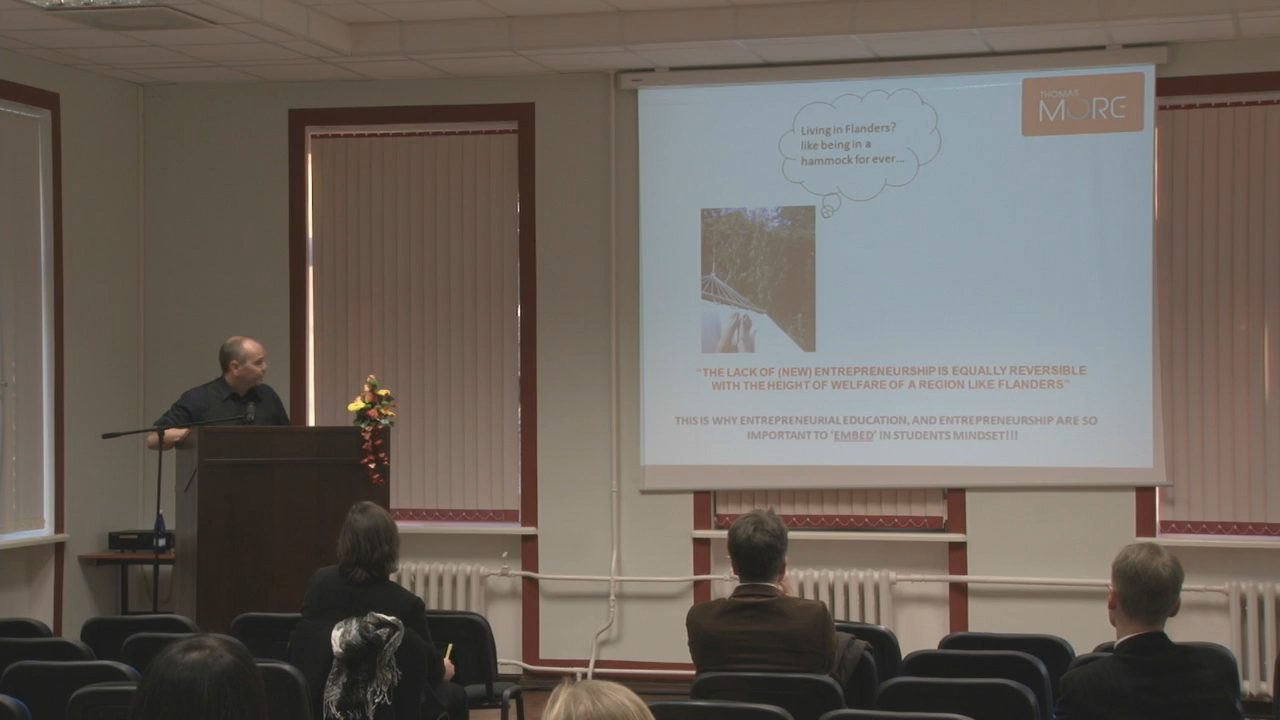 THOMAS
MORE
Living in Flanders?
like being in a
hammock for ever...
"THE LACK OF (NEW) ENTREPRENEURSHIP IS EQUALLY REVERSIBLE
WITH THE HEIGHT OF WELFARE OF A REGION LIKE FLANDERS"
THIS IS WHY ENTREPRENEURIAL EDUCATION, AND ENTREPRENEURSHIP ARE SO
IMPORTANT TO 'EMBED' IN STUDENTS MINDSET!!!